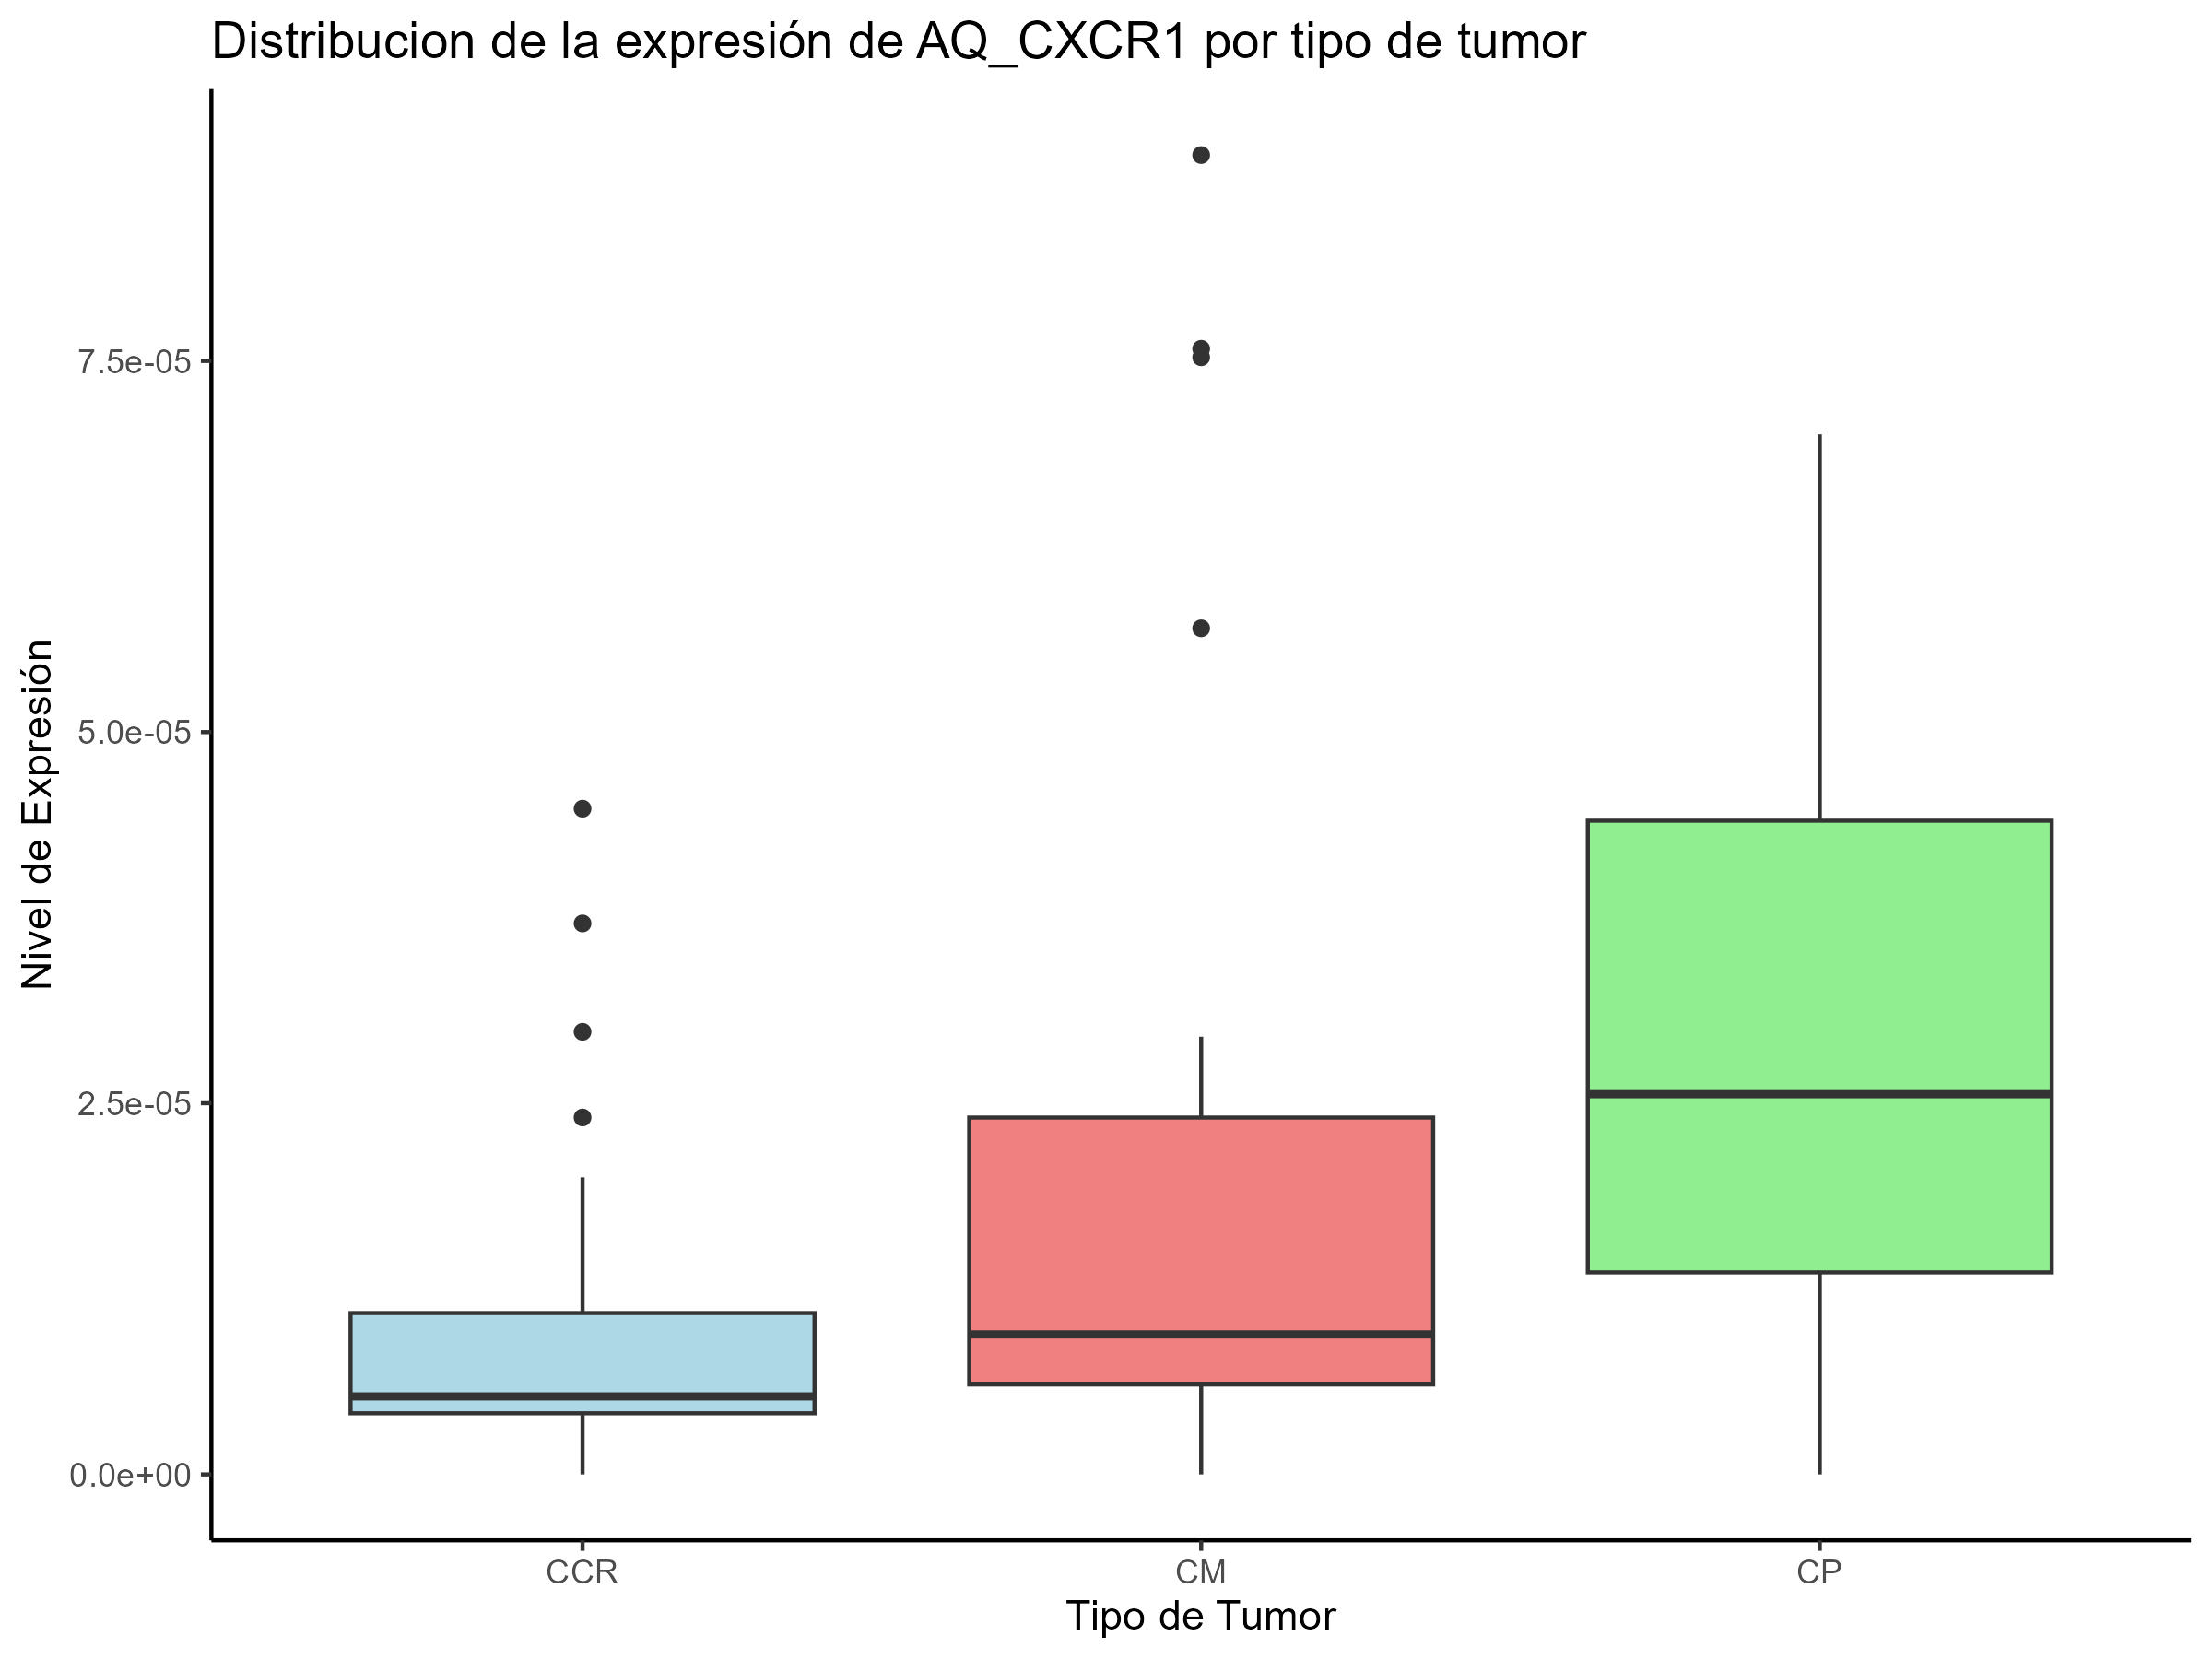 Distribucion de la expresión de AQ_CXCR1 por tipo de tumor
Nivel de Expresión
7.5e-05
5.0e-05
2.5e-05
0.0e+00
CCR
CM
CP
Tipo de Tumor